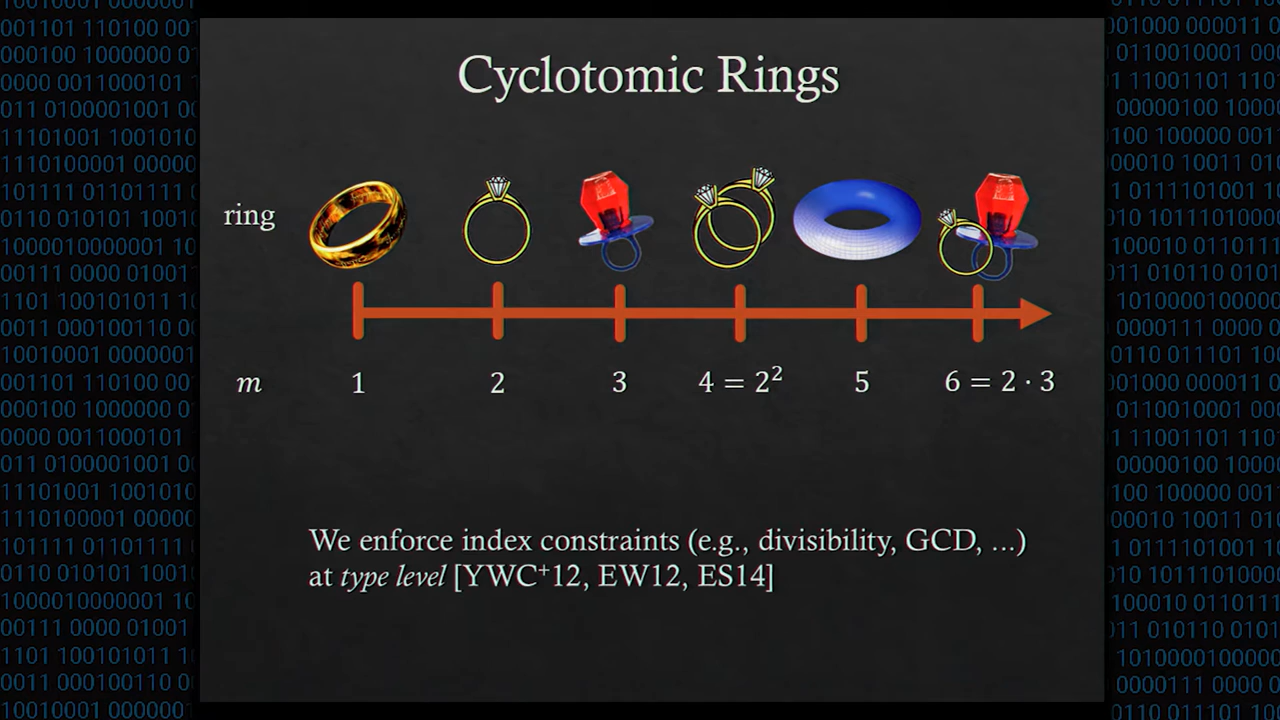 Cyclotomic Rings
ring
m 1 2 3 4 = 2² 5 6 = 2 · 3
We enforce index constraints (e.g., divisibility, GCD, ...)
at type level [YWC⁺12, EW12, ES14]